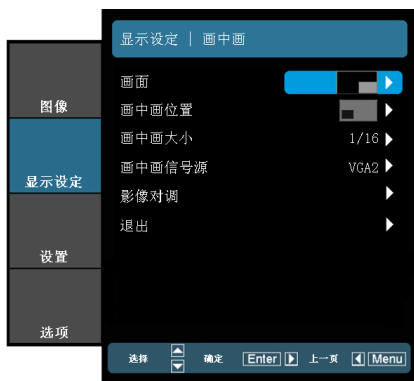 显示设定 | 画中画
图像
显示设定
设置
选项
画面
画中画位置
画中画大小 1/16
画中画信号源 VGA2
影像对调
退出
选择 确定 Enter 上一页 Menu